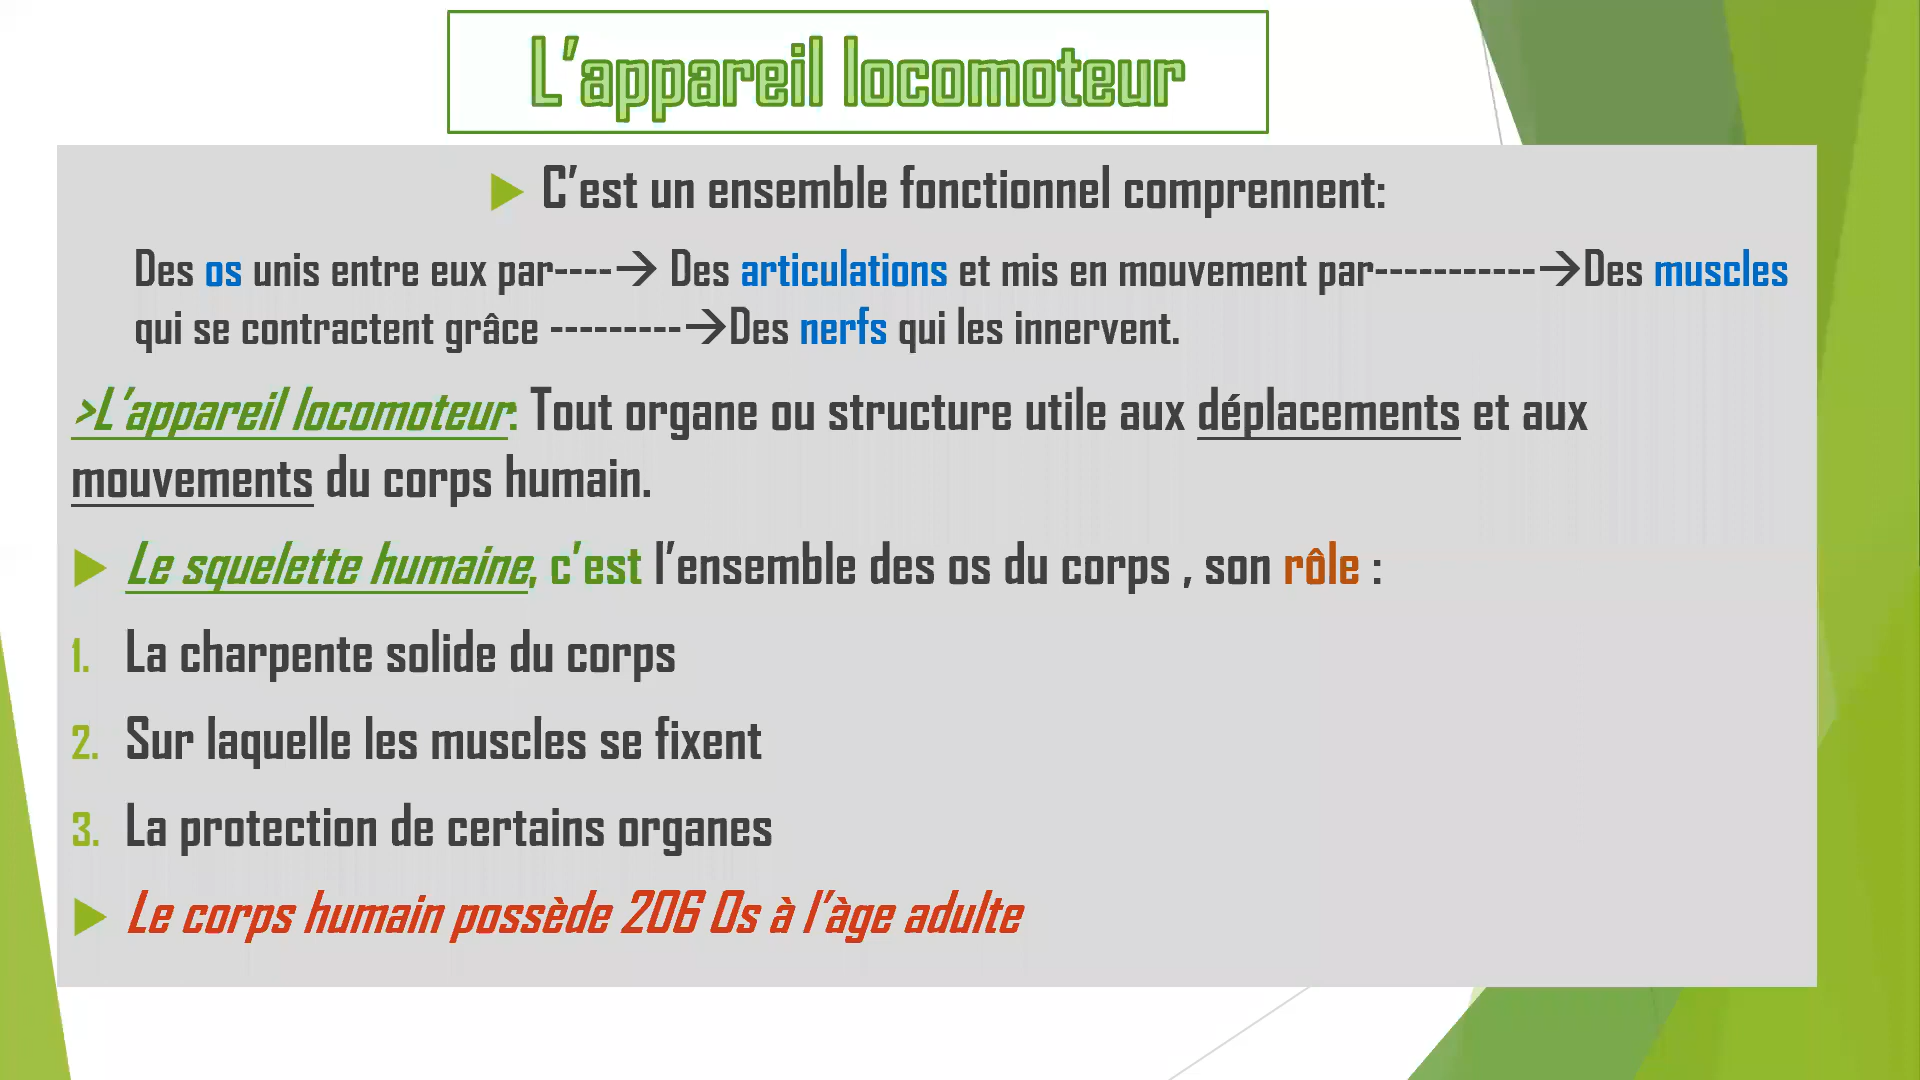 L'appareil locomoteur
C'est un ensemble fonctionnel comprennent:
Des os unis entre eux par----→ Des articulations et mis en mouvement par-----------→Des muscles
qui se contractent grâce ---------→Des nerfs qui les innervent.
>L'appareil locomoteur: Tout organe ou structure utile aux déplacements et aux
mouvements du corps humain.
Le squelette humaine, c'est l'ensemble des os du corps , son rôle :
1. La charpente solide du corps
2. Sur laquelle les muscles se fixent
3. La protection de certains organes
Le corps humain possède 206 Os à l'àge adulte